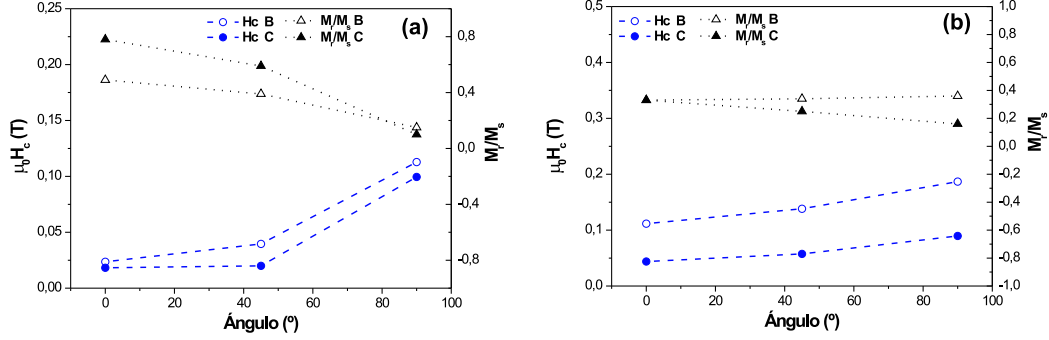 Hc B
Hc C
Mr/Ms B
Mr/Ms C
(a)
0,25
0,20
0,15
0,10
0,05
0,00
μ0Hc (T)
0,8
0,4
0,0
-0,4
-0,8
Mr/Ms
0 20 40 60 80 100
Ángulo (º)
Hc B
Hc C
Mr/Ms B
Mr/Ms C
(b)
0,5
0,4
0,3
0,2
0,1
0,0
μ0Hc (T)
1,0
0,8
0,6
0,4
0,2
0,0
-0,2
-0,4
-0,6
-0,8
-1,0
Mr/Ms
0 20 40 60 80 100
Ángulo (º)